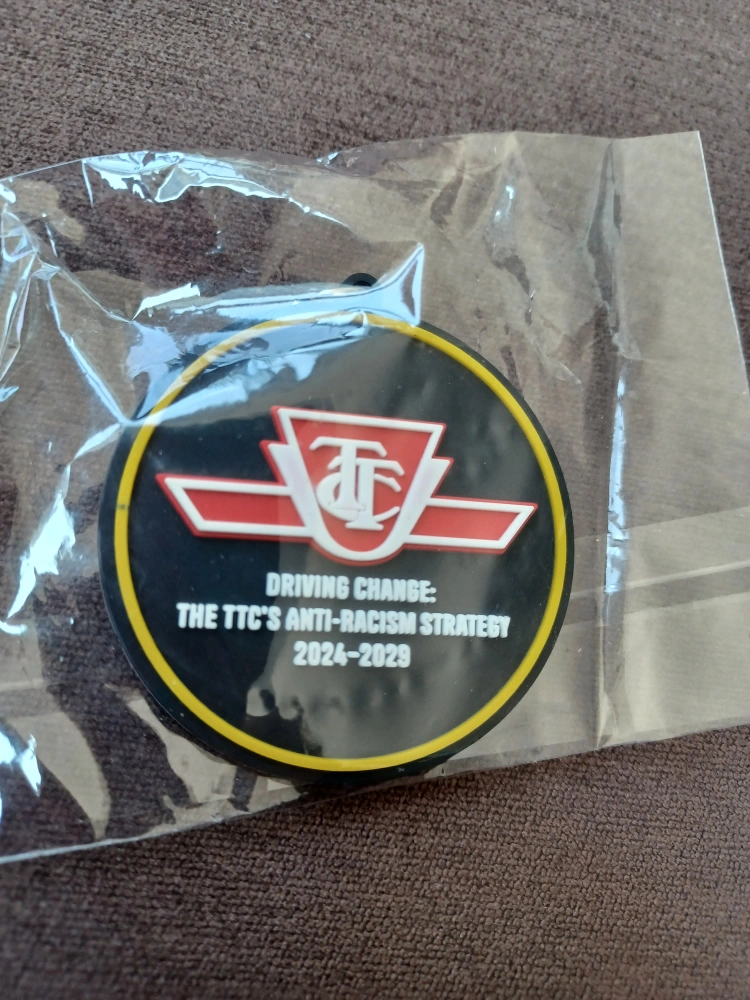 TTC
DRIVING CHANGE:
THE TTC'S ANTI-RACISM STRATEGY
2024-2029